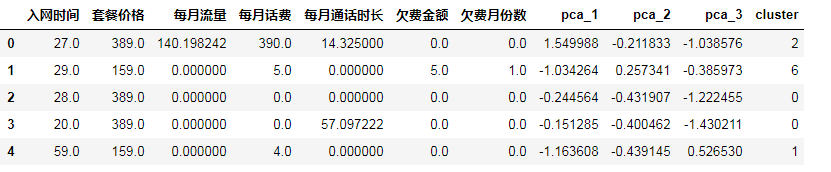 入网时间 套餐价格 每月流量 每月话费 每月通话时长 欠费金额 欠费月份数 pca_1 pca_2 pca_3 cluster
0 27.0 389.0 140.198242 390.0 14.325000 0.0 0.0 1.549988 -0.211833 -1.038576 2
1 29.0 159.0 0.000000 5.0 0.000000 5.0 1.0 -1.034264 0.257341 -0.385973 6
2 28.0 389.0 0.000000 0.0 0.000000 0.0 0.0 -0.244564 -0.431907 -1.222455 0
3 20.0 389.0 0.000000 0.0 57.097222 0.0 0.0 -0.151285 -0.400462 -1.430211 0
4 59.0 159.0 0.000000 4.0 0.000000 0.0 0.0 -1.163608 -0.439145 0.526530 1